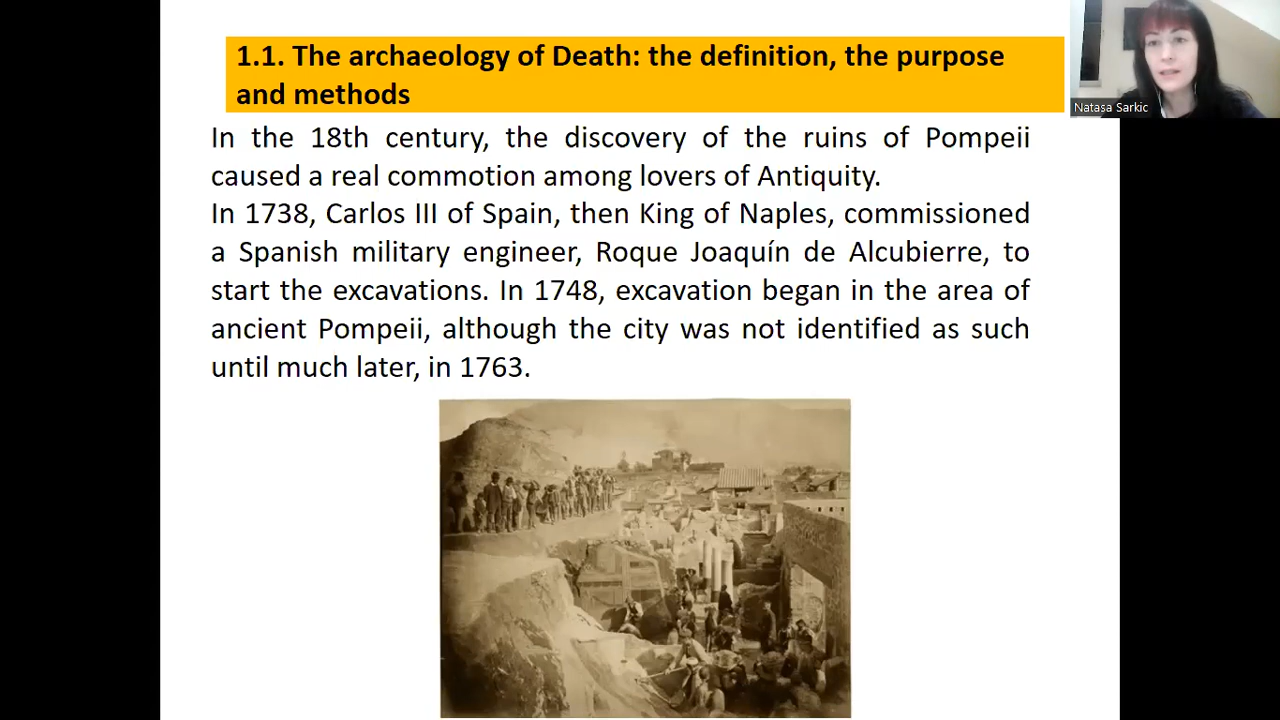 1.1. The archaeology of Death: the definition, the purpose
and methods
Natasa Sarkic
In the 18th century, the discovery of the ruins of Pompeii
caused a real commotion among lovers of Antiquity.
In 1738, Carlos III of Spain, then King of Naples, commissioned
a Spanish military engineer, Roque Joaquín de Alcubierre, to
start the excavations. In 1748, excavation began in the area of
ancient Pompeii, although the city was not identified as such
until much later, in 1763.